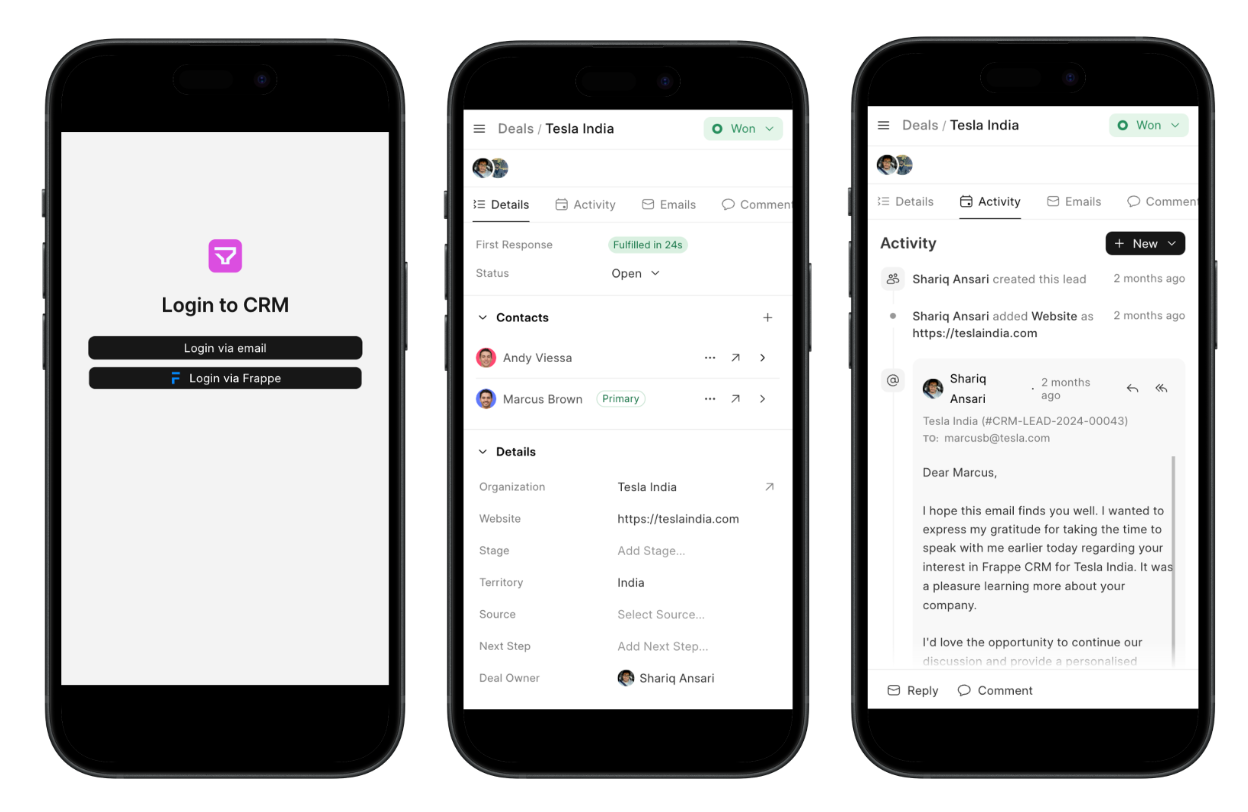 Login to CRM
Login via email
Login via Frappe
Deals / Tesla India
Won
Details
Activity
Emails
Comment
First Response
Fulfilled in 24s
Status
Open
Contacts
Andy Viessa
Marcus Brown
Primary
Details
Organization
Tesla India
Website
https://teslaindia.com
Stage
Add Stage...
Territory
India
Source
Select Source...
Next Step
Add Next Step...
Deal Owner
Shariq Ansari
Deals / Tesla India
Won
Details
Activity
Emails
Commen
Activity
+ New
Shariq Ansari created this lead
2 months ago
Shariq Ansari added Website as
https://teslaindia.com
2 months ago
@
Shariq
Ansari
· 2 months
ago
Tesla India (#CRM-LEAD-2024-00043)
TO: marcusb@tesla.com
Dear Marcus,
I hope this email finds you well. I wanted to
express my gratitude for taking the time to
speak with me earlier today regarding your
interest in Frappe CRM for Tesla India. It was
a pleasure learning more about your
company.
I'd love the opportunity to continue our
discussion and provide a personalised
Reply
Comment